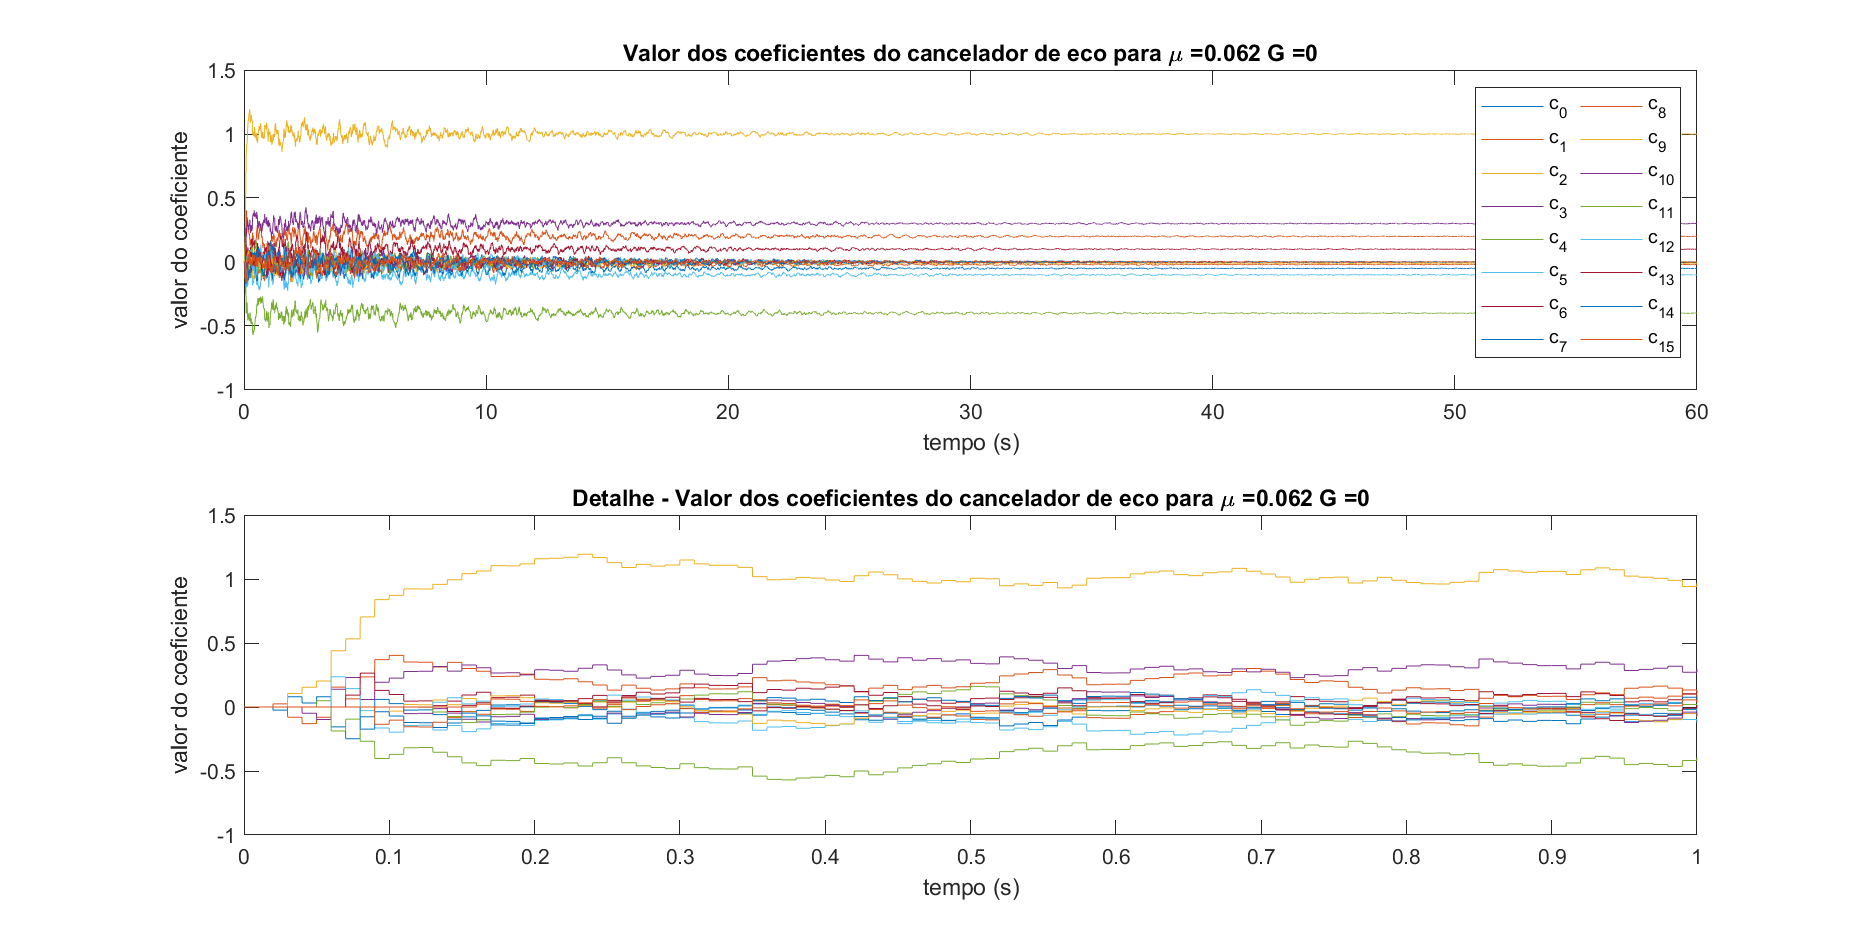 Valor dos coeficientes do cancelador de eco para μ =0.062 G =0
1.5
1
0.5
0
-0.5
-1
valor do coeficiente
c0 c8
c1 c9
c2 c10
c3 c11
c4 c12
c5 c13
c6 c14
c7 c15
0 10 20 30 40 50 60
tempo (s)
Detalhe - Valor dos coeficientes do cancelador de eco para μ =0.062 G =0
1.5
1
0.5
0
-0.5
-1
valor do coeficiente
0 0.1 0.2 0.3 0.4 0.5 0.6 0.7 0.8 0.9 1
tempo (s)